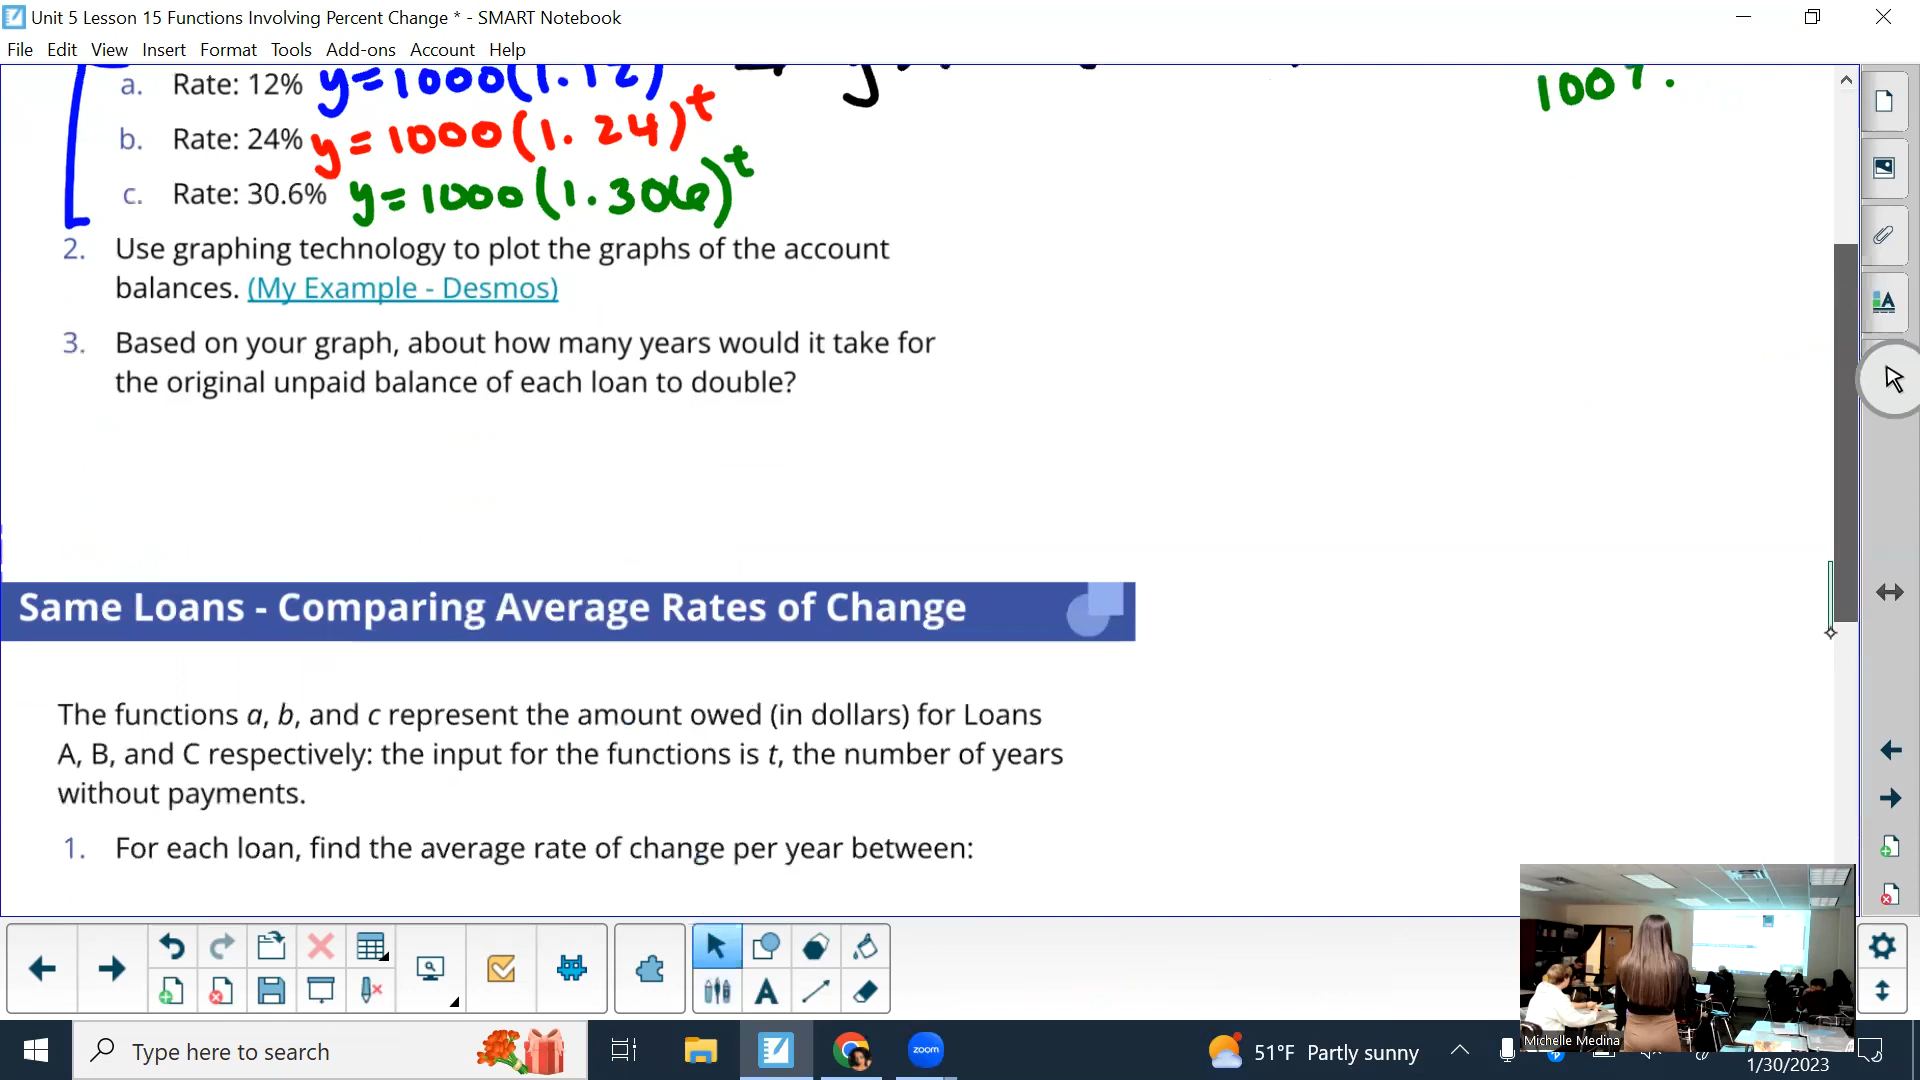 Unit 5 Lesson 15 Functions Involving Percent Change * - SMART Notebook
File Edit View Insert Format Tools Add-ons Account Help
a. Rate: 12% y=1000(1.12)
100%.
b. Rate: 24% y=1000(1.24)^t
c. Rate: 30.6% y=1000(1.306)^t
2. Use graphing technology to plot the graphs of the account
balances. (My Example - Desmos)
3. Based on your graph, about how many years would it take for
the original unpaid balance of each loan to double?
Same Loans - Comparing Average Rates of Change
The functions a, b, and c represent the amount owed (in dollars) for Loans
A, B, and C respectively: the input for the functions is t, the number of years
without payments.
1. For each loan, find the average rate of change per year between:
Michelle Medina
Type here to search
zoom
51°F Partly sunny
1/30/2023